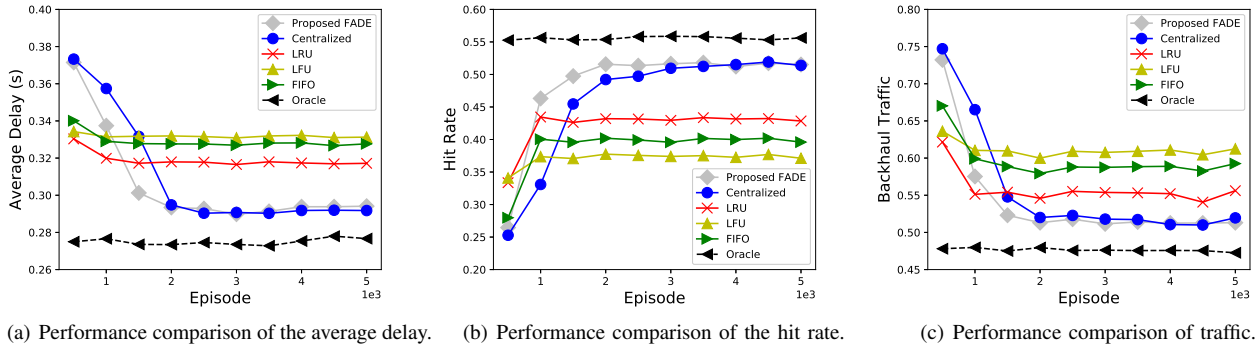 0.40
0.38
0.36
0.34
0.32
0.30
0.28
0.26
Average Delay (s)
Proposed FADE
Centralized
LRU
LFU
FIFO
Oracle
1 2 3 4 5
Episode
1e3
(a) Performance comparison of the average delay.
0.60
0.55
0.50
0.45
0.40
0.35
0.30
0.25
0.20
Hit Rate
Proposed FADE
Centralized
LRU
LFU
FIFO
Oracle
1 2 3 4 5
Episode
1e3
(b) Performance comparison of the hit rate.
0.80
0.75
0.70
0.65
0.60
0.55
0.50
0.45
Backhaul Traffic
Proposed FADE
Centralized
LRU
LFU
FIFO
Oracle
1 2 3 4 5
Episode
1e3
(c) Performance comparison of traffic.